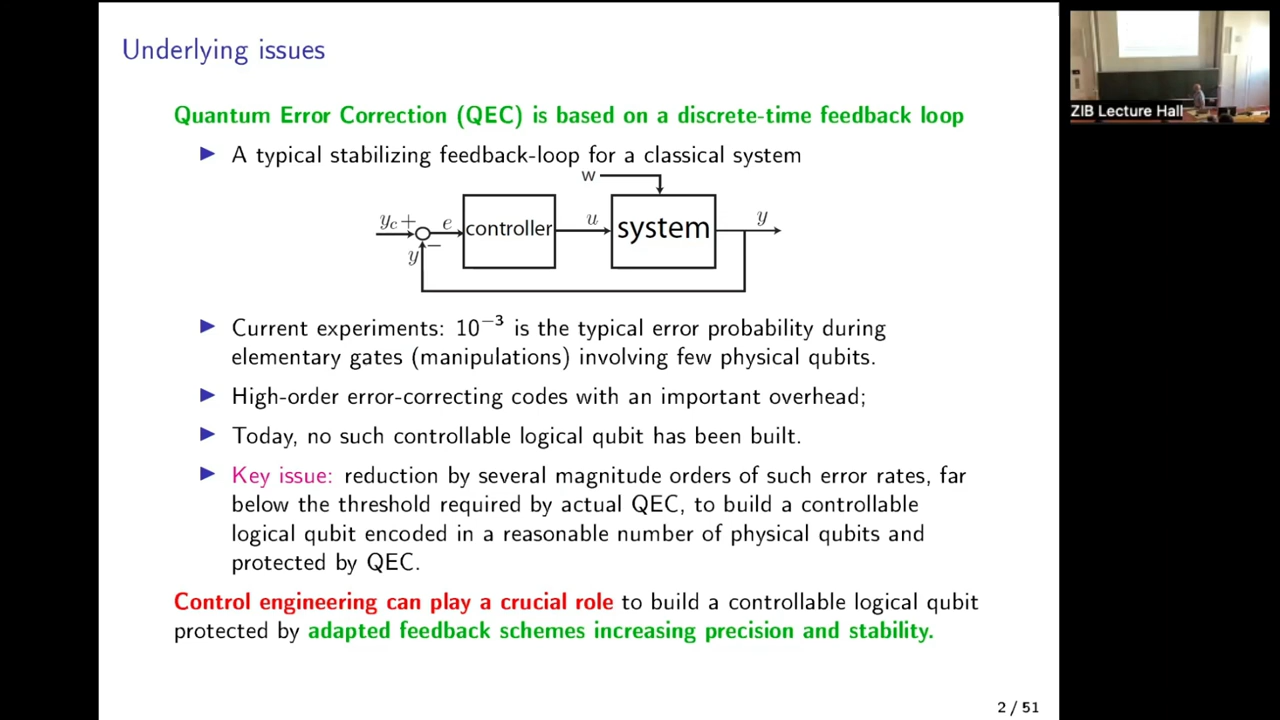 Underlying issues
ZIB Lecture Hall
Quantum Error Correction (QEC) is based on a discrete-time feedback loop
A typical stabilizing feedback-loop for a classical system
w
y_c + e controller u system y
y −
Current experiments: 10⁻³ is the typical error probability during
elementary gates (manipulations) involving few physical qubits.
High-order error-correcting codes with an important overhead;
Today, no such controllable logical qubit has been built.
Key issue: reduction by several magnitude orders of such error rates, far
below the threshold required by actual QEC, to build a controllable
logical qubit encoded in a reasonable number of physical qubits and
protected by QEC.
Control engineering can play a crucial role to build a controllable logical qubit
protected by adapted feedback schemes increasing precision and stability.
2 / 51